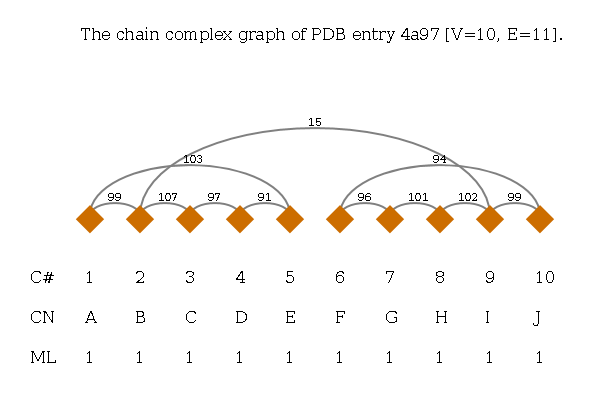 The chain complex graph of PDB entry 4a97 [V=10, E=11].
15
103 94
99 107 97 91 96 101 102 99
C# 1 2 3 4 5 6 7 8 9 10
CN A B C D E F G H I J
ML 1 1 1 1 1 1 1 1 1 1